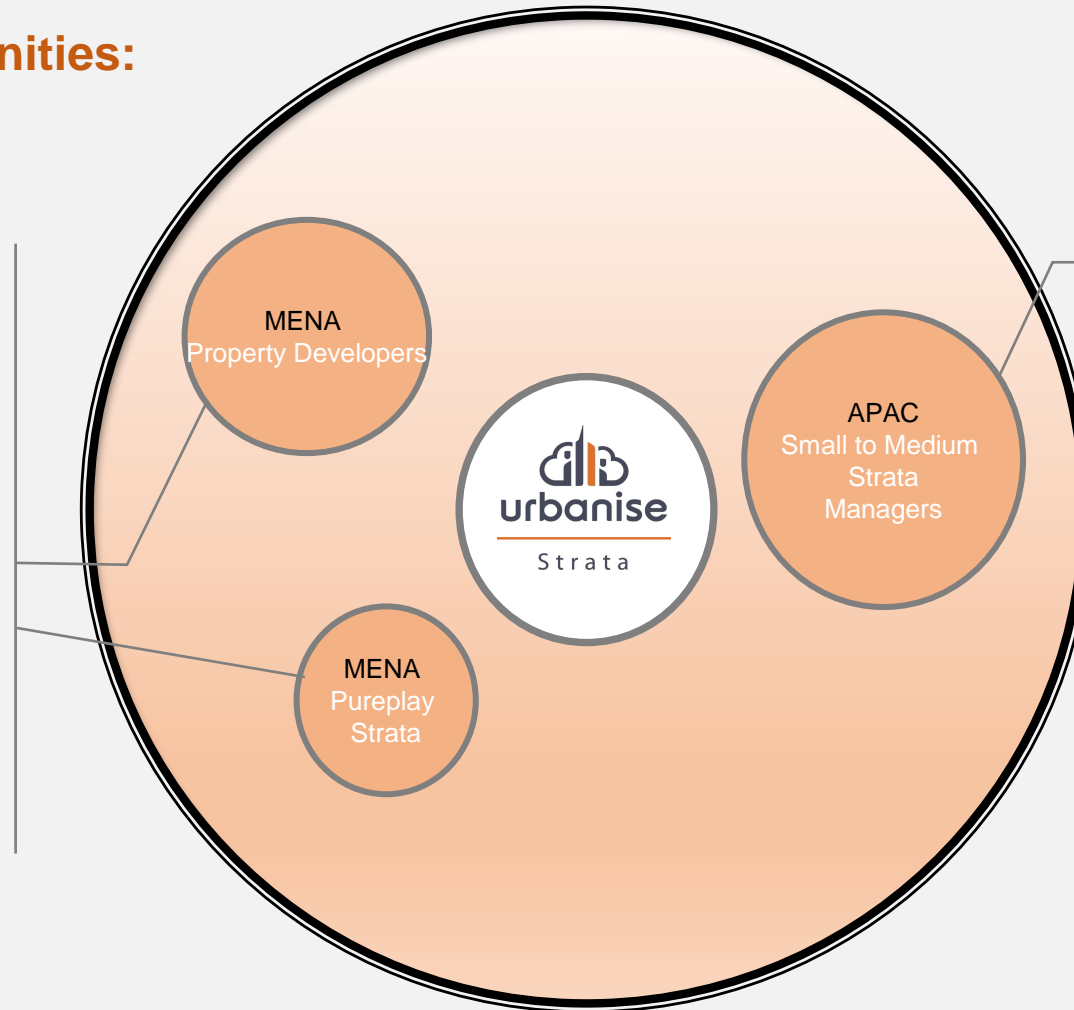 nities:
MENA
Property Developers
APAC
Small to Medium
Strata
Managers
urbanise
Strata
MENA
Pureplay
Strata